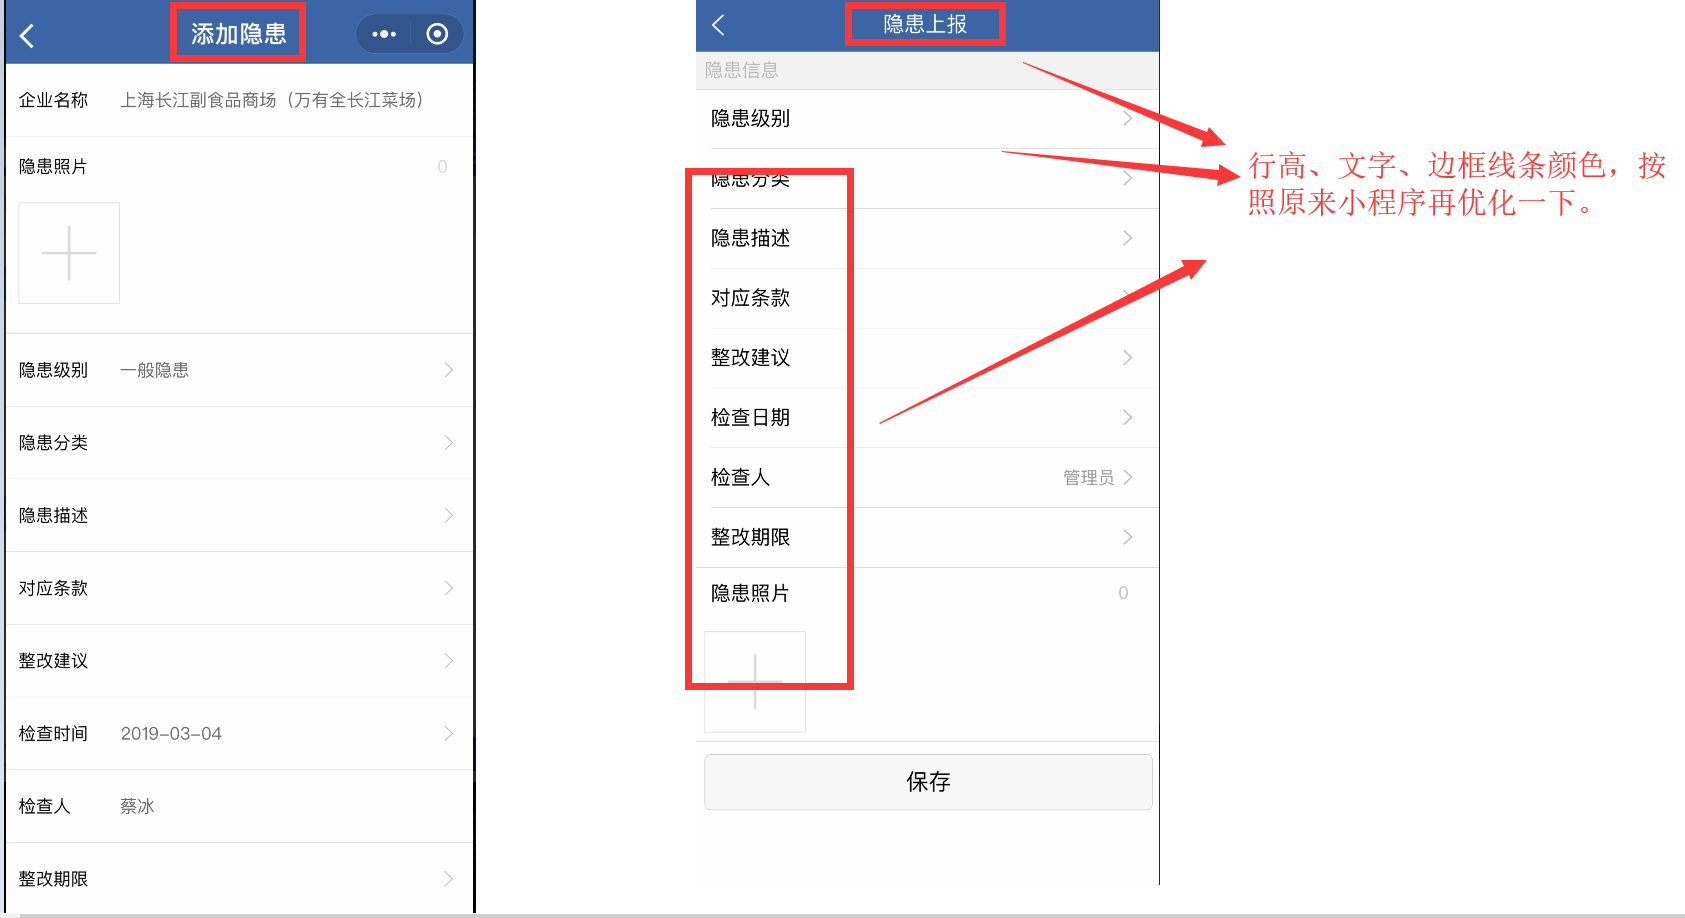 添加隐患
企业名称 上海长江副食品商场（万有全长江菜场）
隐患照片 0
隐患级别 一般隐患
隐患分类
隐患描述
对应条款
整改建议
检查时间 2019-03-04
检查人 蔡冰
整改期限
隐患上报
隐患信息
隐患级别
隐患分类
隐患描述
对应条款
整改建议
检查日期
检查人 管理员
整改期限
隐患照片 0
保存
行高、文字、边框线条颜色，按
照原来小程序再优化一下。